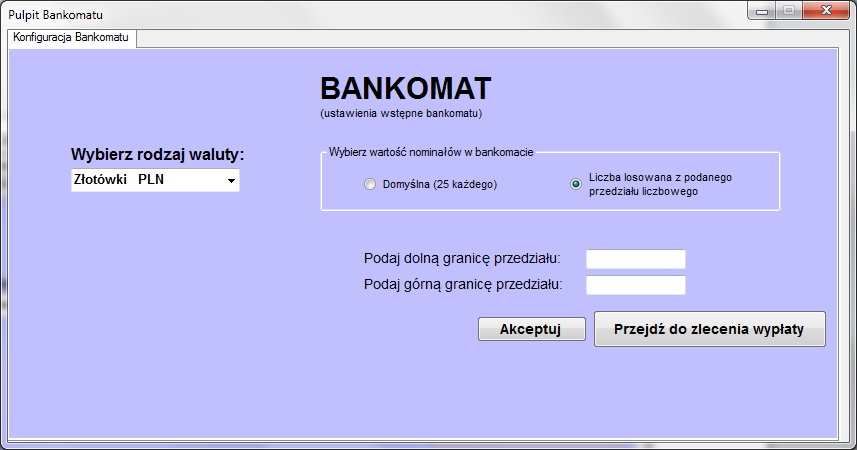 Pulpit Bankomatu
Konfiguracja Bankomatu
BANKOMAT
(ustawienia wstępne bankomatu)
Wybierz rodzaj waluty:
Złotówki PLN
Wybierz wartość nominałów w bankomacie
Domyślna (25 każdego)
Liczba losowana z podanego
przedziału liczbowego
Podaj dolną granicę przedziału:
Podaj górną granicę przedziału:
Akceptuj
Przejdź do zlecenia wypłaty